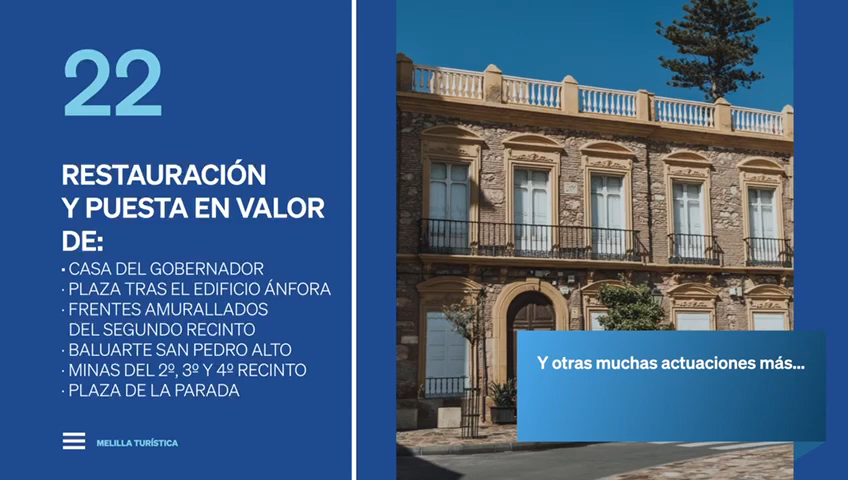 22
RESTAURACIÓN
Y PUESTA EN VALOR
DE:
· CASA DEL GOBERNADOR
· PLAZA TRAS EL EDIFICIO ÁNFORA
· FRENTES AMURALLADOS
DEL SEGUNDO RECINTO
· BALUARTE SAN PEDRO ALTO
· MINAS DEL 2º, 3º Y 4º RECINTO
· PLAZA DE LA PARADA
MELILLA TURÍSTICA
Y otras muchas actuaciones más...